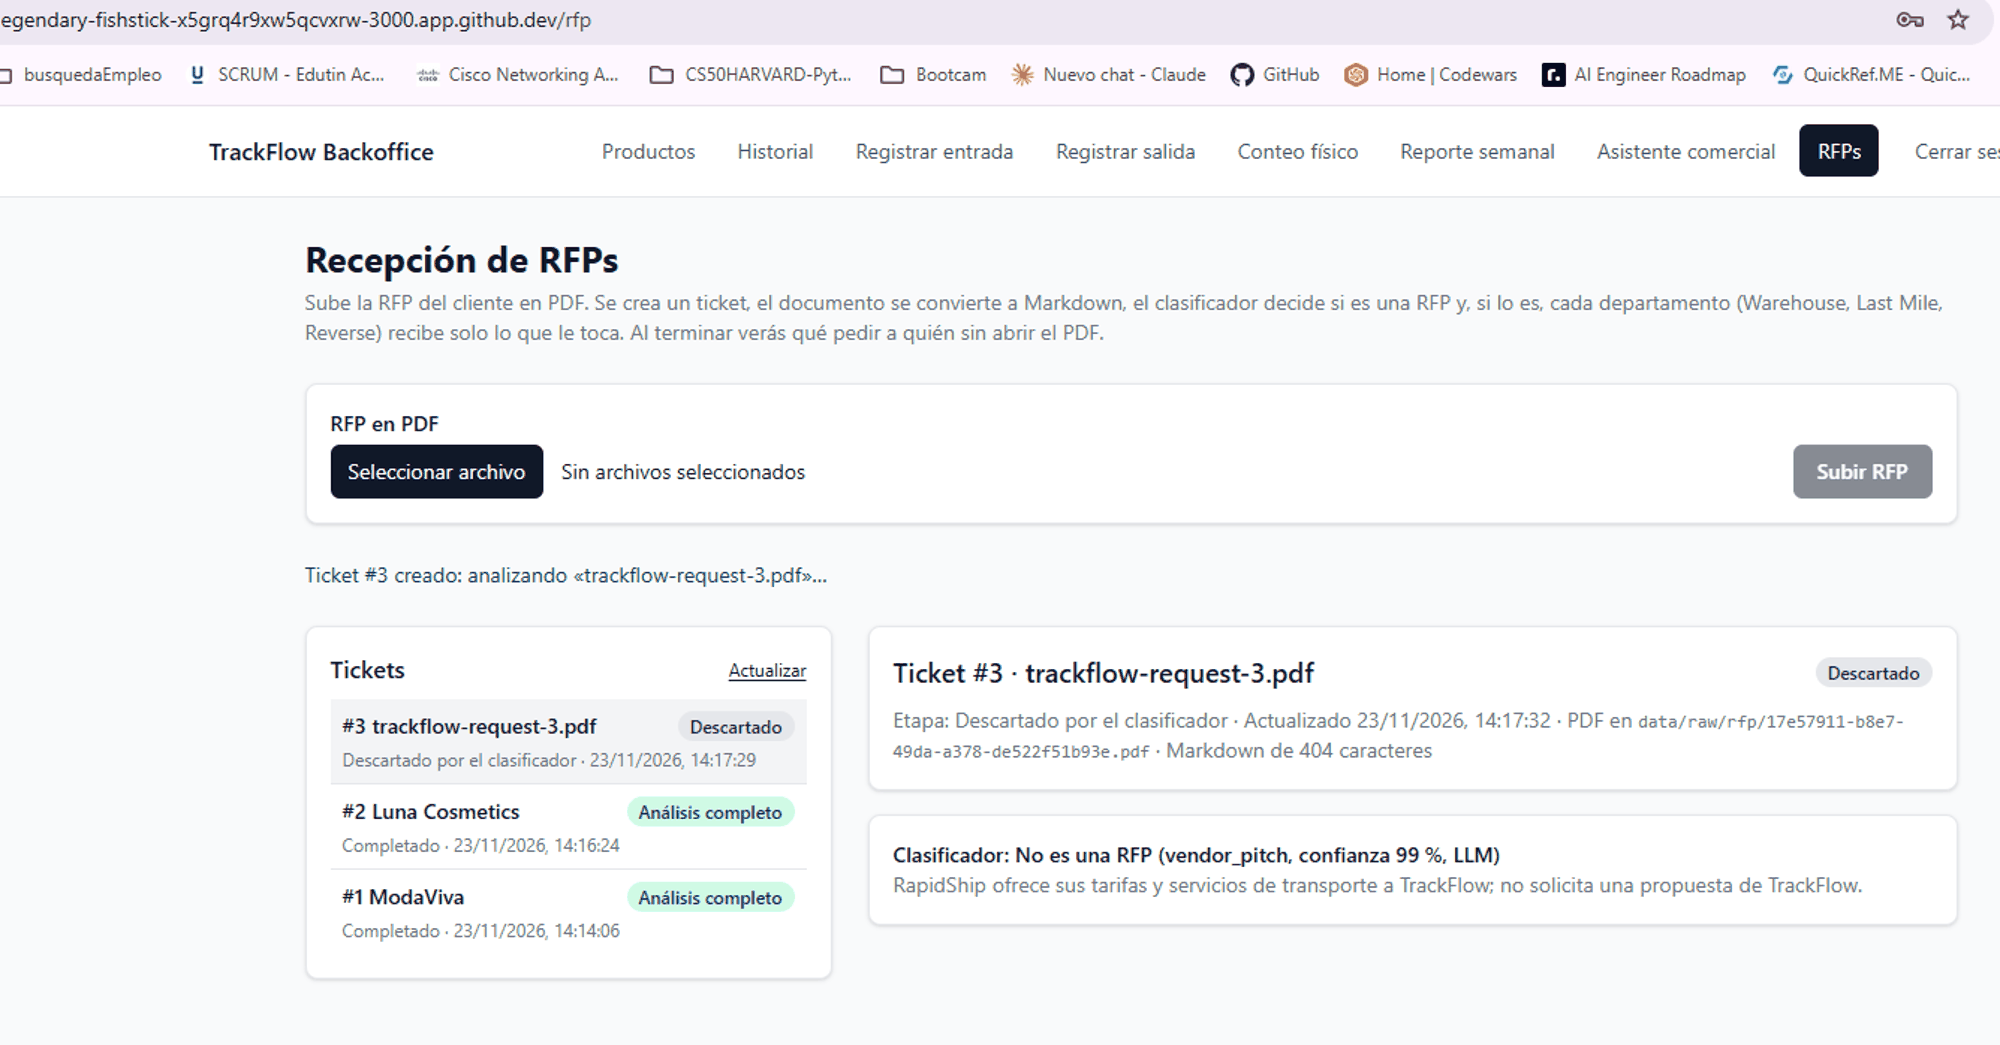 egendary-fishstick-x5grq4r9xw5qcvxrw-3000.app.github.dev/rfp
busquedaEmpleo
SCRUM - Edutin Ac...
Cisco Networking A...
CS50HARVARD-Pyt...
Bootcam
Nuevo chat - Claude
GitHub
Home | Codewars
AI Engineer Roadmap
QuickRef.ME - Quic...
TrackFlow Backoffice
Productos
Historial
Registrar entrada
Registrar salida
Conteo físico
Reporte semanal
Asistente comercial
RFPs
Cerrar se
Recepción de RFPs
Sube la RFP del cliente en PDF. Se crea un ticket, el documento se convierte a Markdown, el clasificador decide si es una RFP y, si lo es, cada departamento (Warehouse, Last Mile,
Reverse) recibe solo lo que le toca. Al terminar verás qué pedir a quién sin abrir el PDF.
RFP en PDF
Seleccionar archivo
Sin archivos seleccionados
Subir RFP
Ticket #3 creado: analizando «trackflow-request-3.pdf»...
Tickets
Actualizar
#3 trackflow-request-3.pdf
Descartado
Descartado por el clasificador · 23/11/2026, 14:17:29
#2 Luna Cosmetics
Análisis completo
Completado · 23/11/2026, 14:16:24
#1 ModaViva
Análisis completo
Completado · 23/11/2026, 14:14:06
Ticket #3 · trackflow-request-3.pdf
Descartado
Etapa: Descartado por el clasificador · Actualizado 23/11/2026, 14:17:32 · PDF en data/raw/rfp/17e57911-b8e7-
49da-a378-de522f51b93e.pdf · Markdown de 404 caracteres
Clasificador: No es una RFP (vendor_pitch, confianza 99 %, LLM)
RapidShip ofrece sus tarifas y servicios de transporte a TrackFlow; no solicita una propuesta de TrackFlow.